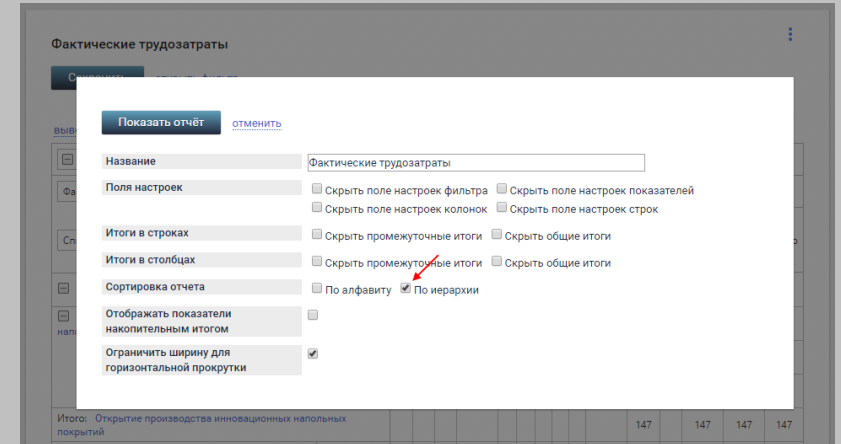 Фактические трудозатраты
Показать отчёт отменить
Название Фактические трудозатраты
Поля настроек Скрыть поле настроек фильтра Скрыть поле настроек показателей
Скрыть поле настроек колонок Скрыть поле настроек строк
Итоги в строках Скрыть промежуточные итоги Скрыть общие итоги
Итоги в столбцах Скрыть промежуточные итоги Скрыть общие итоги
Сортировка отчета По алфавиту По иерархии
Отображать показатели
накопительным итогом
Ограничить ширину для
горизонтальной прокрутки
Итого: Открытие производства инновационных напольных
покрытий
147 147 147 147